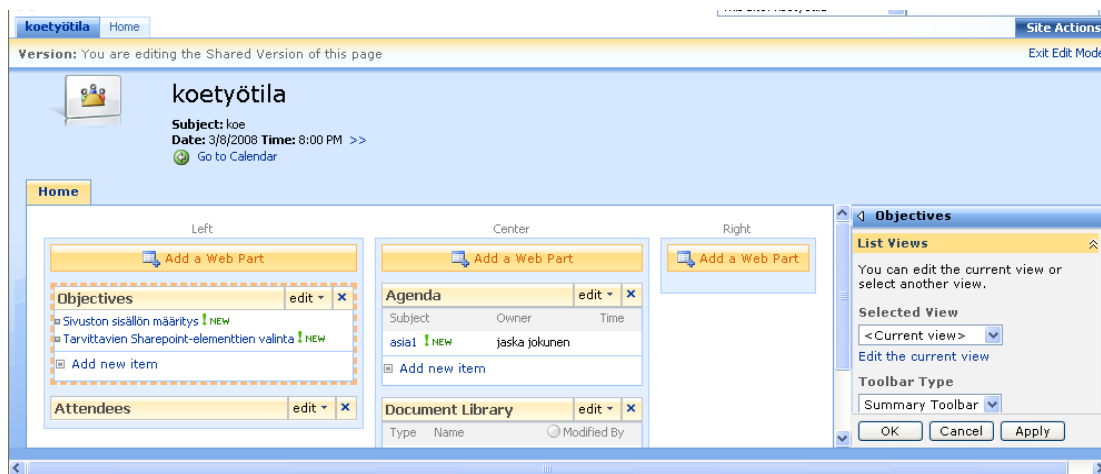 koetyötila Home
Site Actions
Version: You are editing the Shared Version of this page
Exit Edit Mode
koetyötila
Subject: koe
Date: 3/8/2008 Time: 8:00 PM >>
Go to Calendar
Home
Left
Add a Web Part
Objectives edit
Sivuston sisällön määritys ! NEW
Tarvittavien Sharepoint-elementtien valinta ! NEW
Add new item
Attendees edit
Center
Add a Web Part
Agenda edit
Subject Owner Time
asia1 ! NEW jaska jokunen
Add new item
Document Library edit
Type Name Modified By
Right
Add a Web Part
Objectives
List Views
You can edit the current view or
select another view.
Selected View
<Current view>
Edit the current view
Toolbar Type
Summary Toolbar
OK Cancel Apply